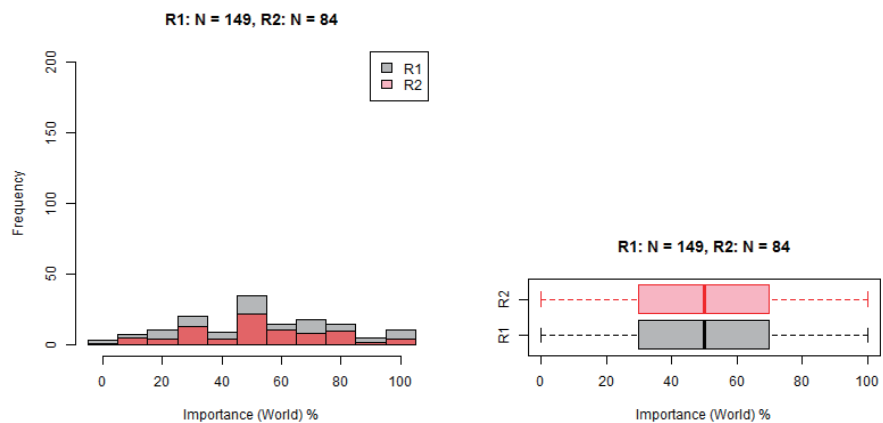 R1: N = 149, R2: N = 84
R1
R2
Frequency
0
50
100
150
200
0 20 40 60 80 100
Importance (World) %
R1: N = 149, R2: N = 84
R2
R1
0 20 40 60 80 100
Importance (World) %